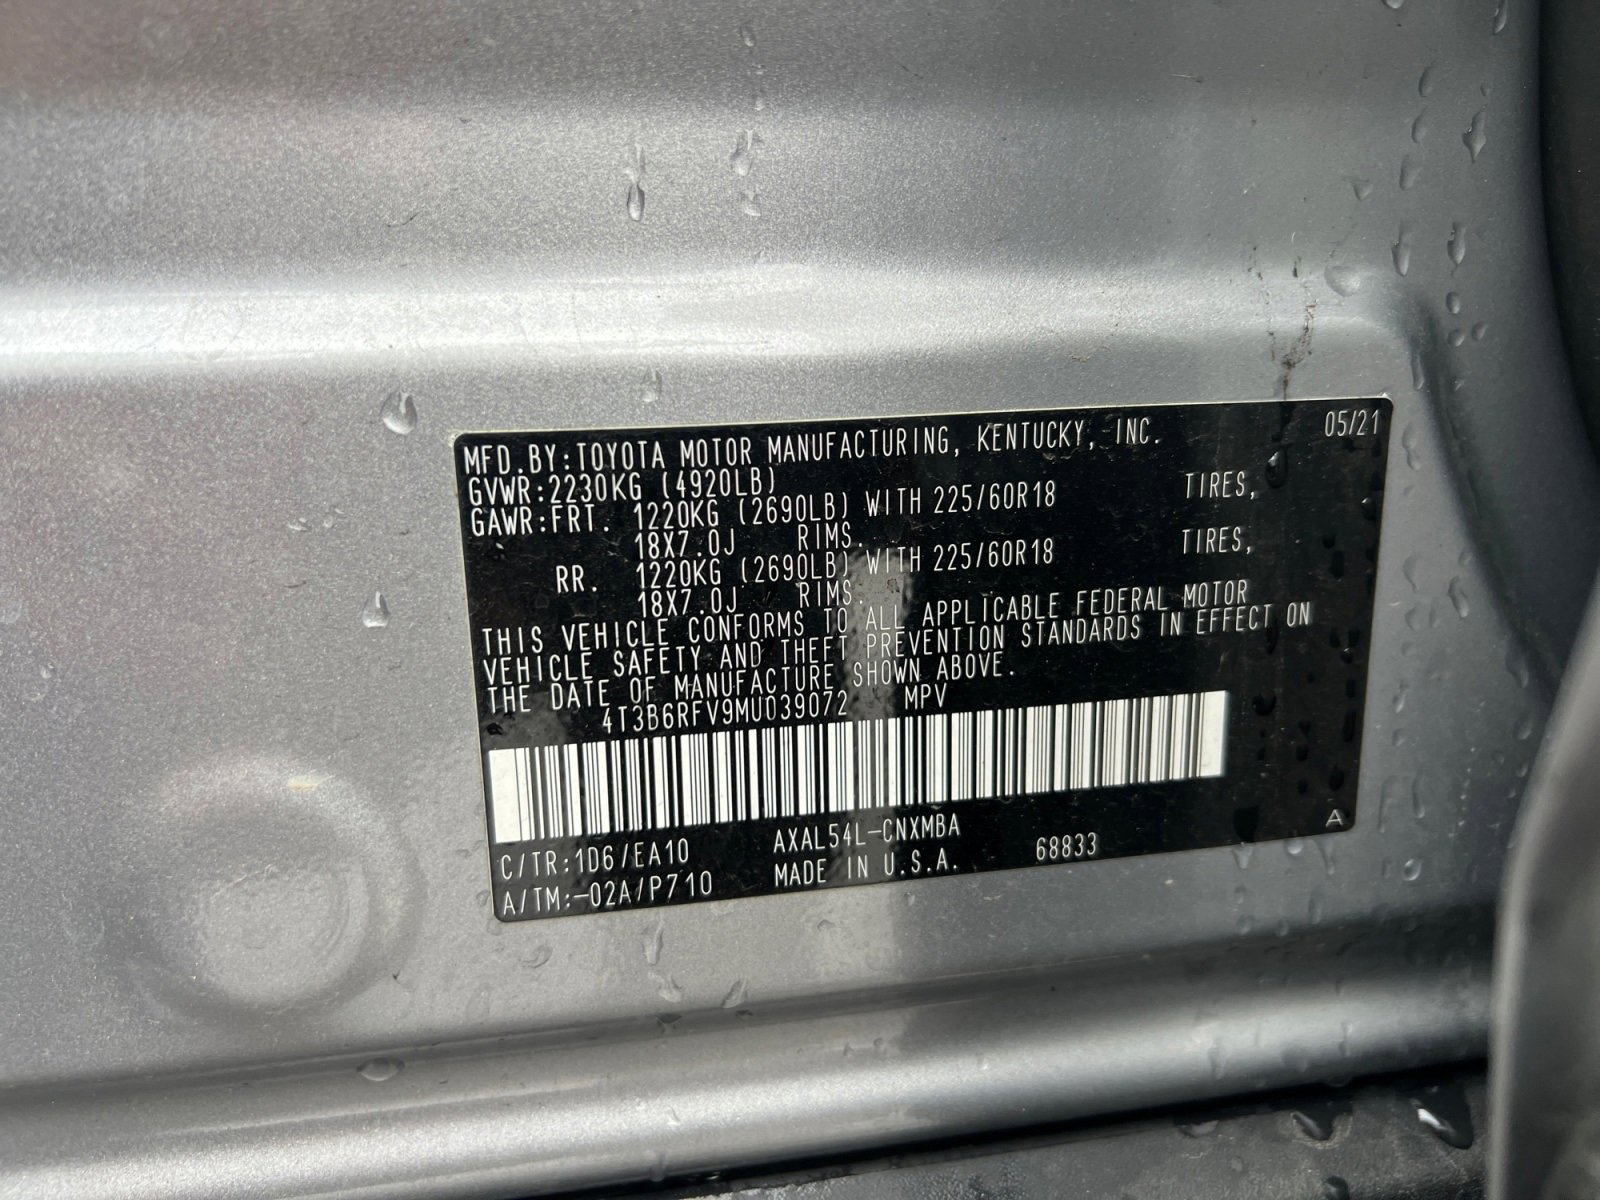 MFD.BY:TOYOTA MOTOR MANUFACTURING, KENTUCKY, INC. 05/21
GVWR:2230KG (4920LB)
GAWR:FRT. 1220KG (2690LB) WITH 225/60R18 TIRES,
18X7.0J RIMS.
RR. 1220KG (2690LB) WITH 225/60R18 TIRES,
18X7.0J RIMS.
THIS VEHICLE CONFORMS TO ALL APPLICABLE FEDERAL MOTOR
VEHICLE SAFETY AND THEFT PREVENTION STANDARDS IN EFFECT ON
THE DATE OF MANUFACTURE SHOWN ABOVE.
4T3B6RFV9MU039072 MPV
C/TR:1D6/EA10 AXAL54L-CNXMBA A
A/TM:-02A/P710 MADE IN U.S.A. 68833